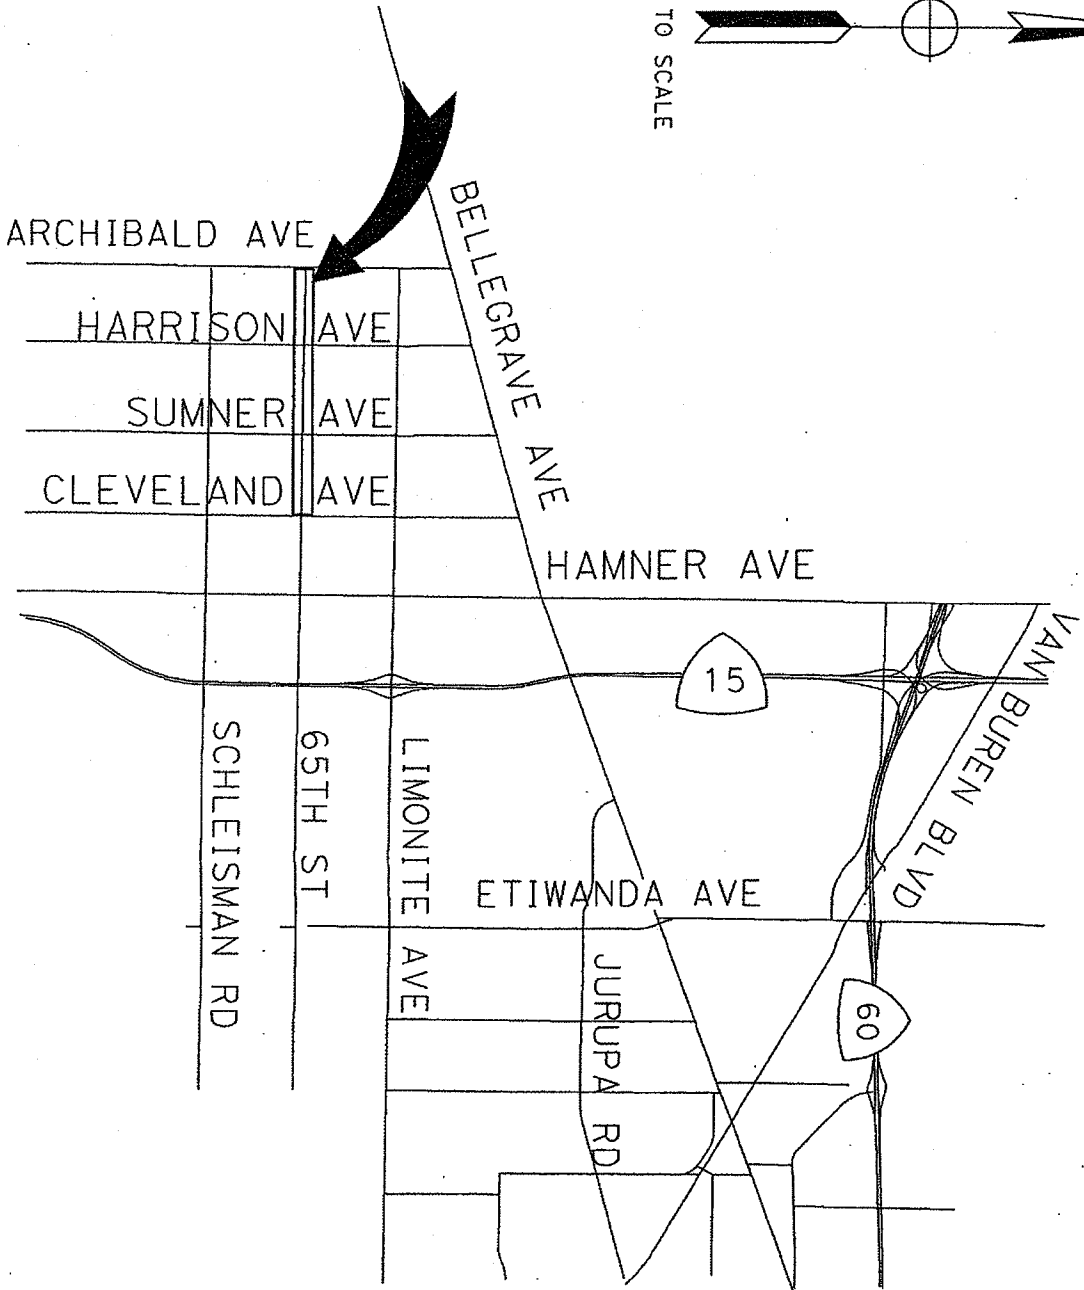 TO SCALE
BELLEGRAVE AVE
ARCHIBALD AVE
HARRISON AVE
SUMNER AVE
CLEVELAND AVE
HAMNER AVE
15
VAN BUREN BLVD
SCHLEISMAN RD
65TH ST
LIMONITE AVE
ETIWANDA AVE
JURUPA RD
60